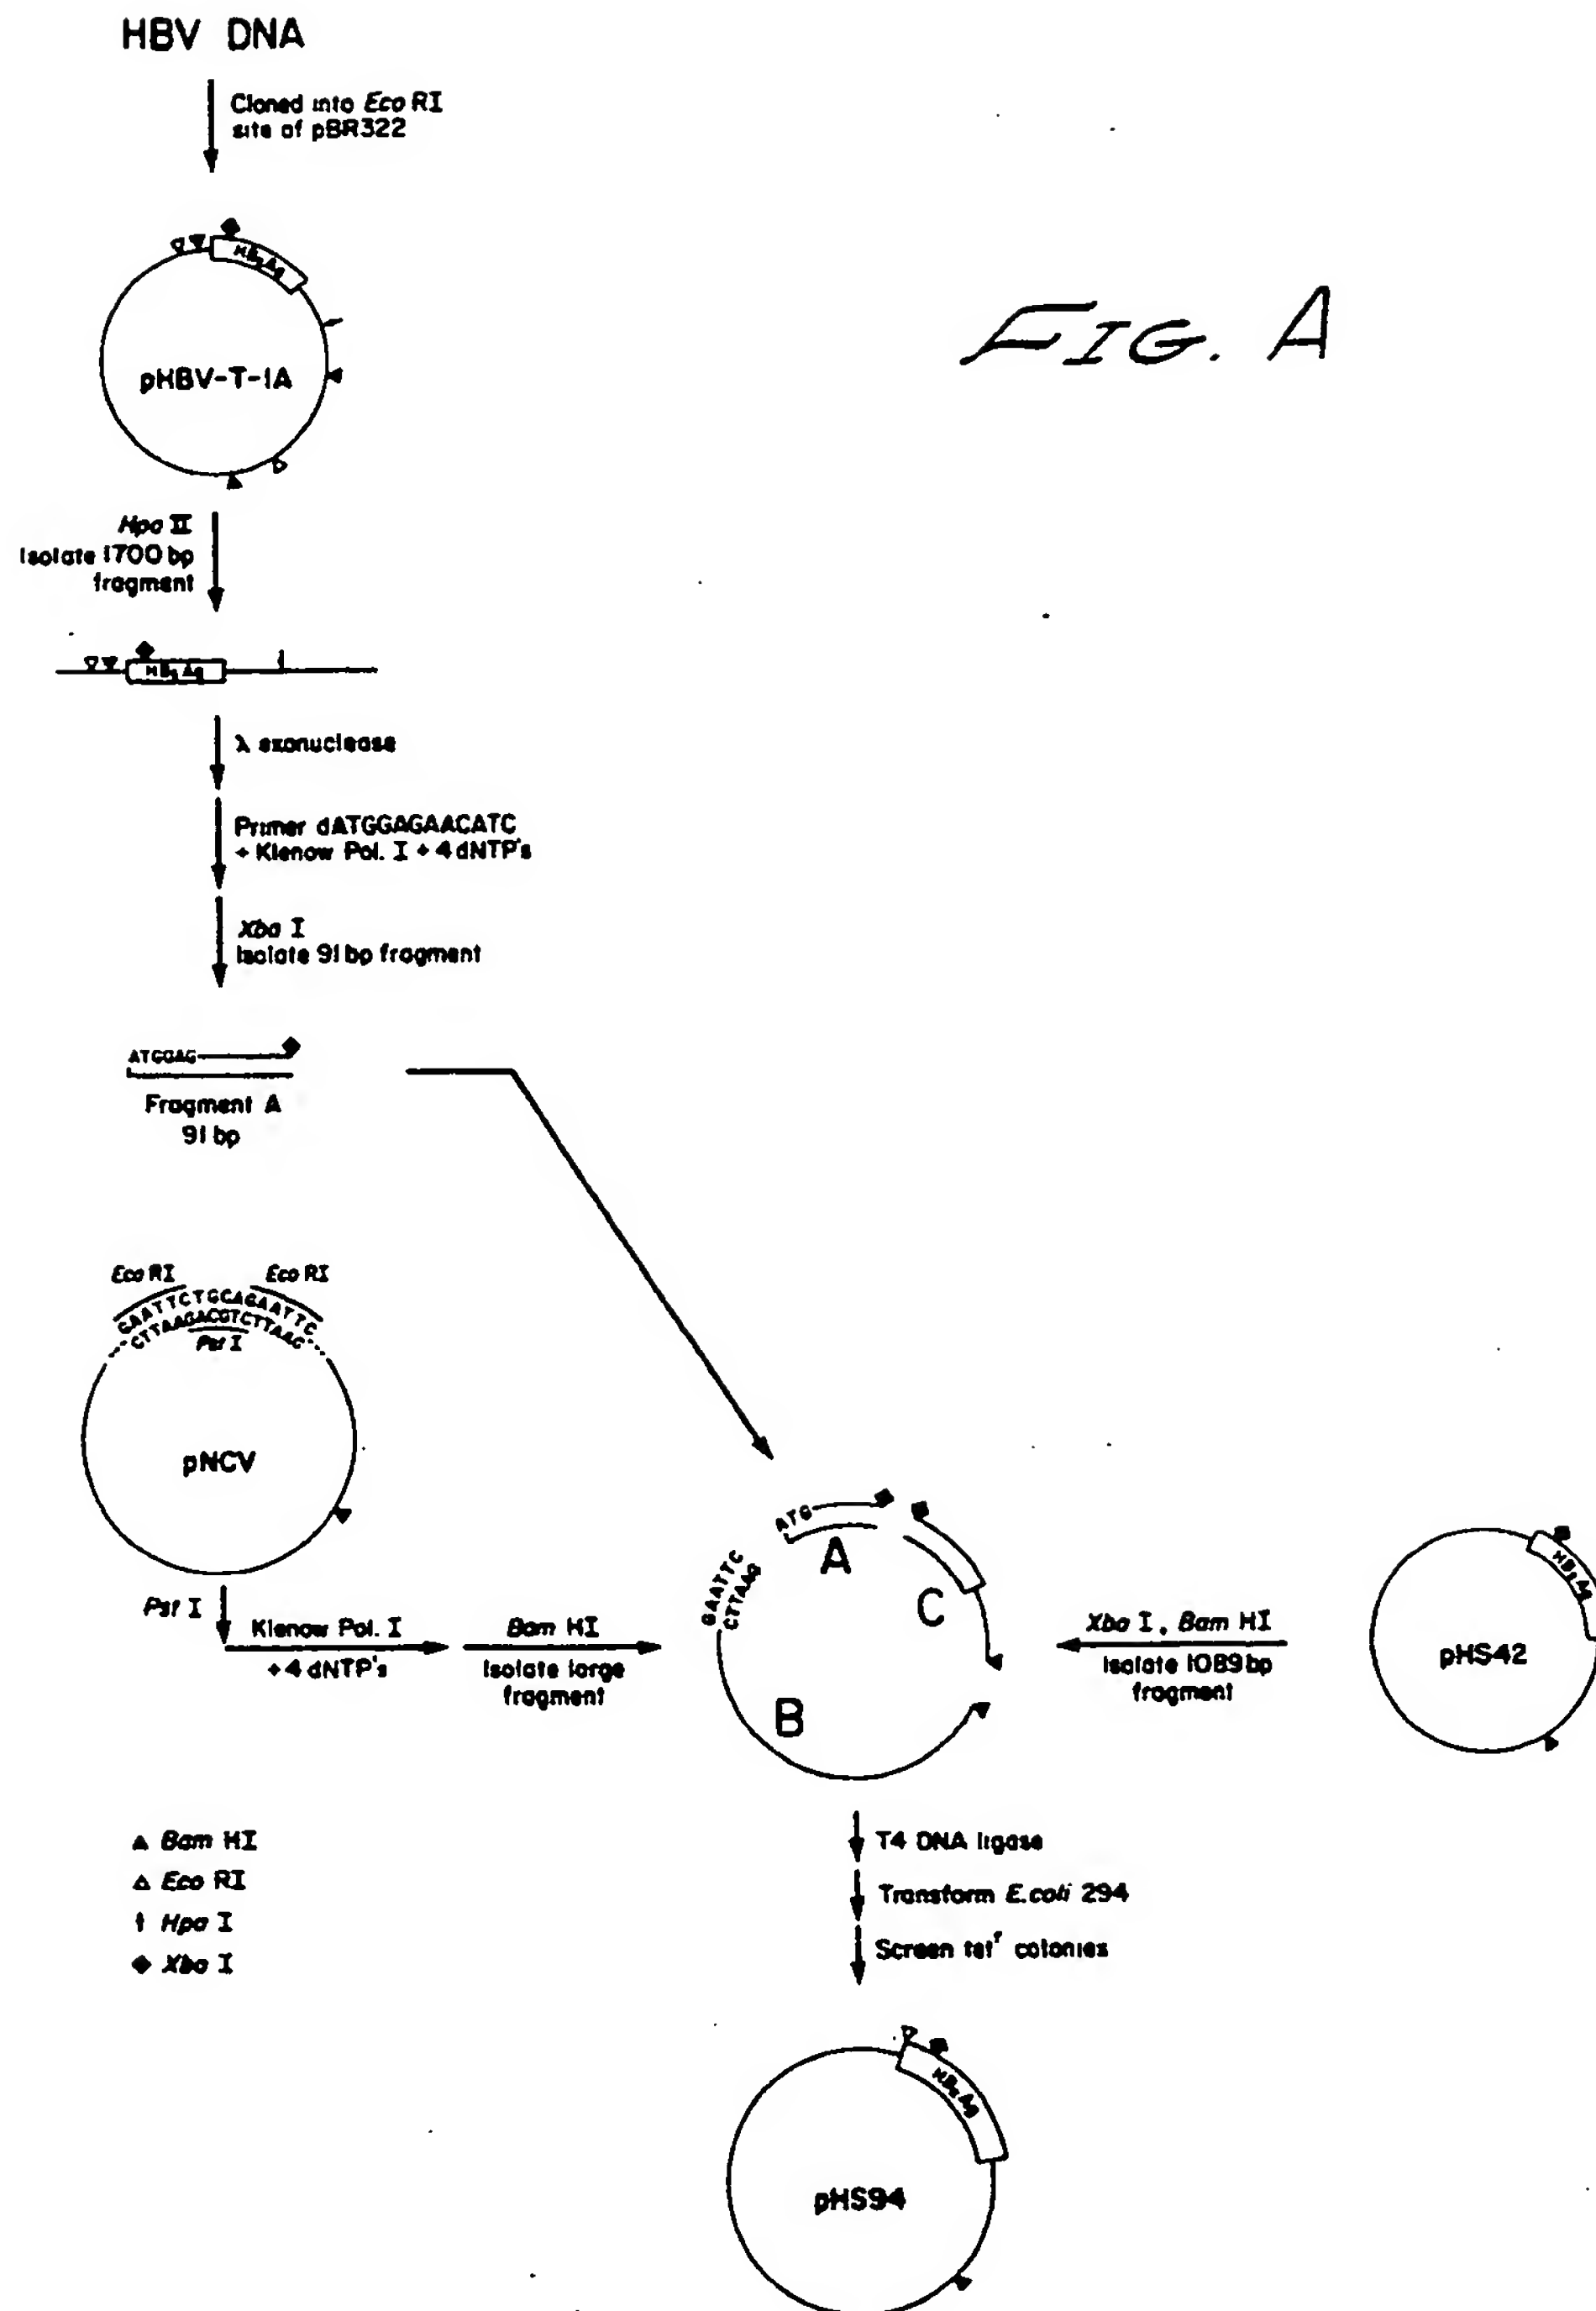 HBV DNA
Cloned into Eco RI
site of pBR322
HBsAg
pHBV-T-1A
FIG. A
Hpa II
Isolate 1700 bp
fragment
HBsAg
λ exonuclease
Primer dATGGAGAACATC
+ Klenow Pol. I + 4 dNTP's
Xba I
Isolate 91 bp fragment
ATGGAG
Fragment A
91 bp
Eco RI Eco RI
GAATTCTGCAGAATTC
CTTAAGACGTCTTAAG
Pst I
pNCV
Pst I
Klenow Pol. I
+4 dNTP's
Bam HI
Isolate large
fragment
ATG
A
GAATTC
CTTAAG
C
B
Xba I, Bam HI
Isolate 1089 bp
fragment
HBsAg
pHS42
▲ Bam HI
△ Eco RI
↑ Hpa I
◆ Xba I
T4 DNA ligase
Transform E.coli 294
Screen tetʳ colonies
HBsAg
pHS94